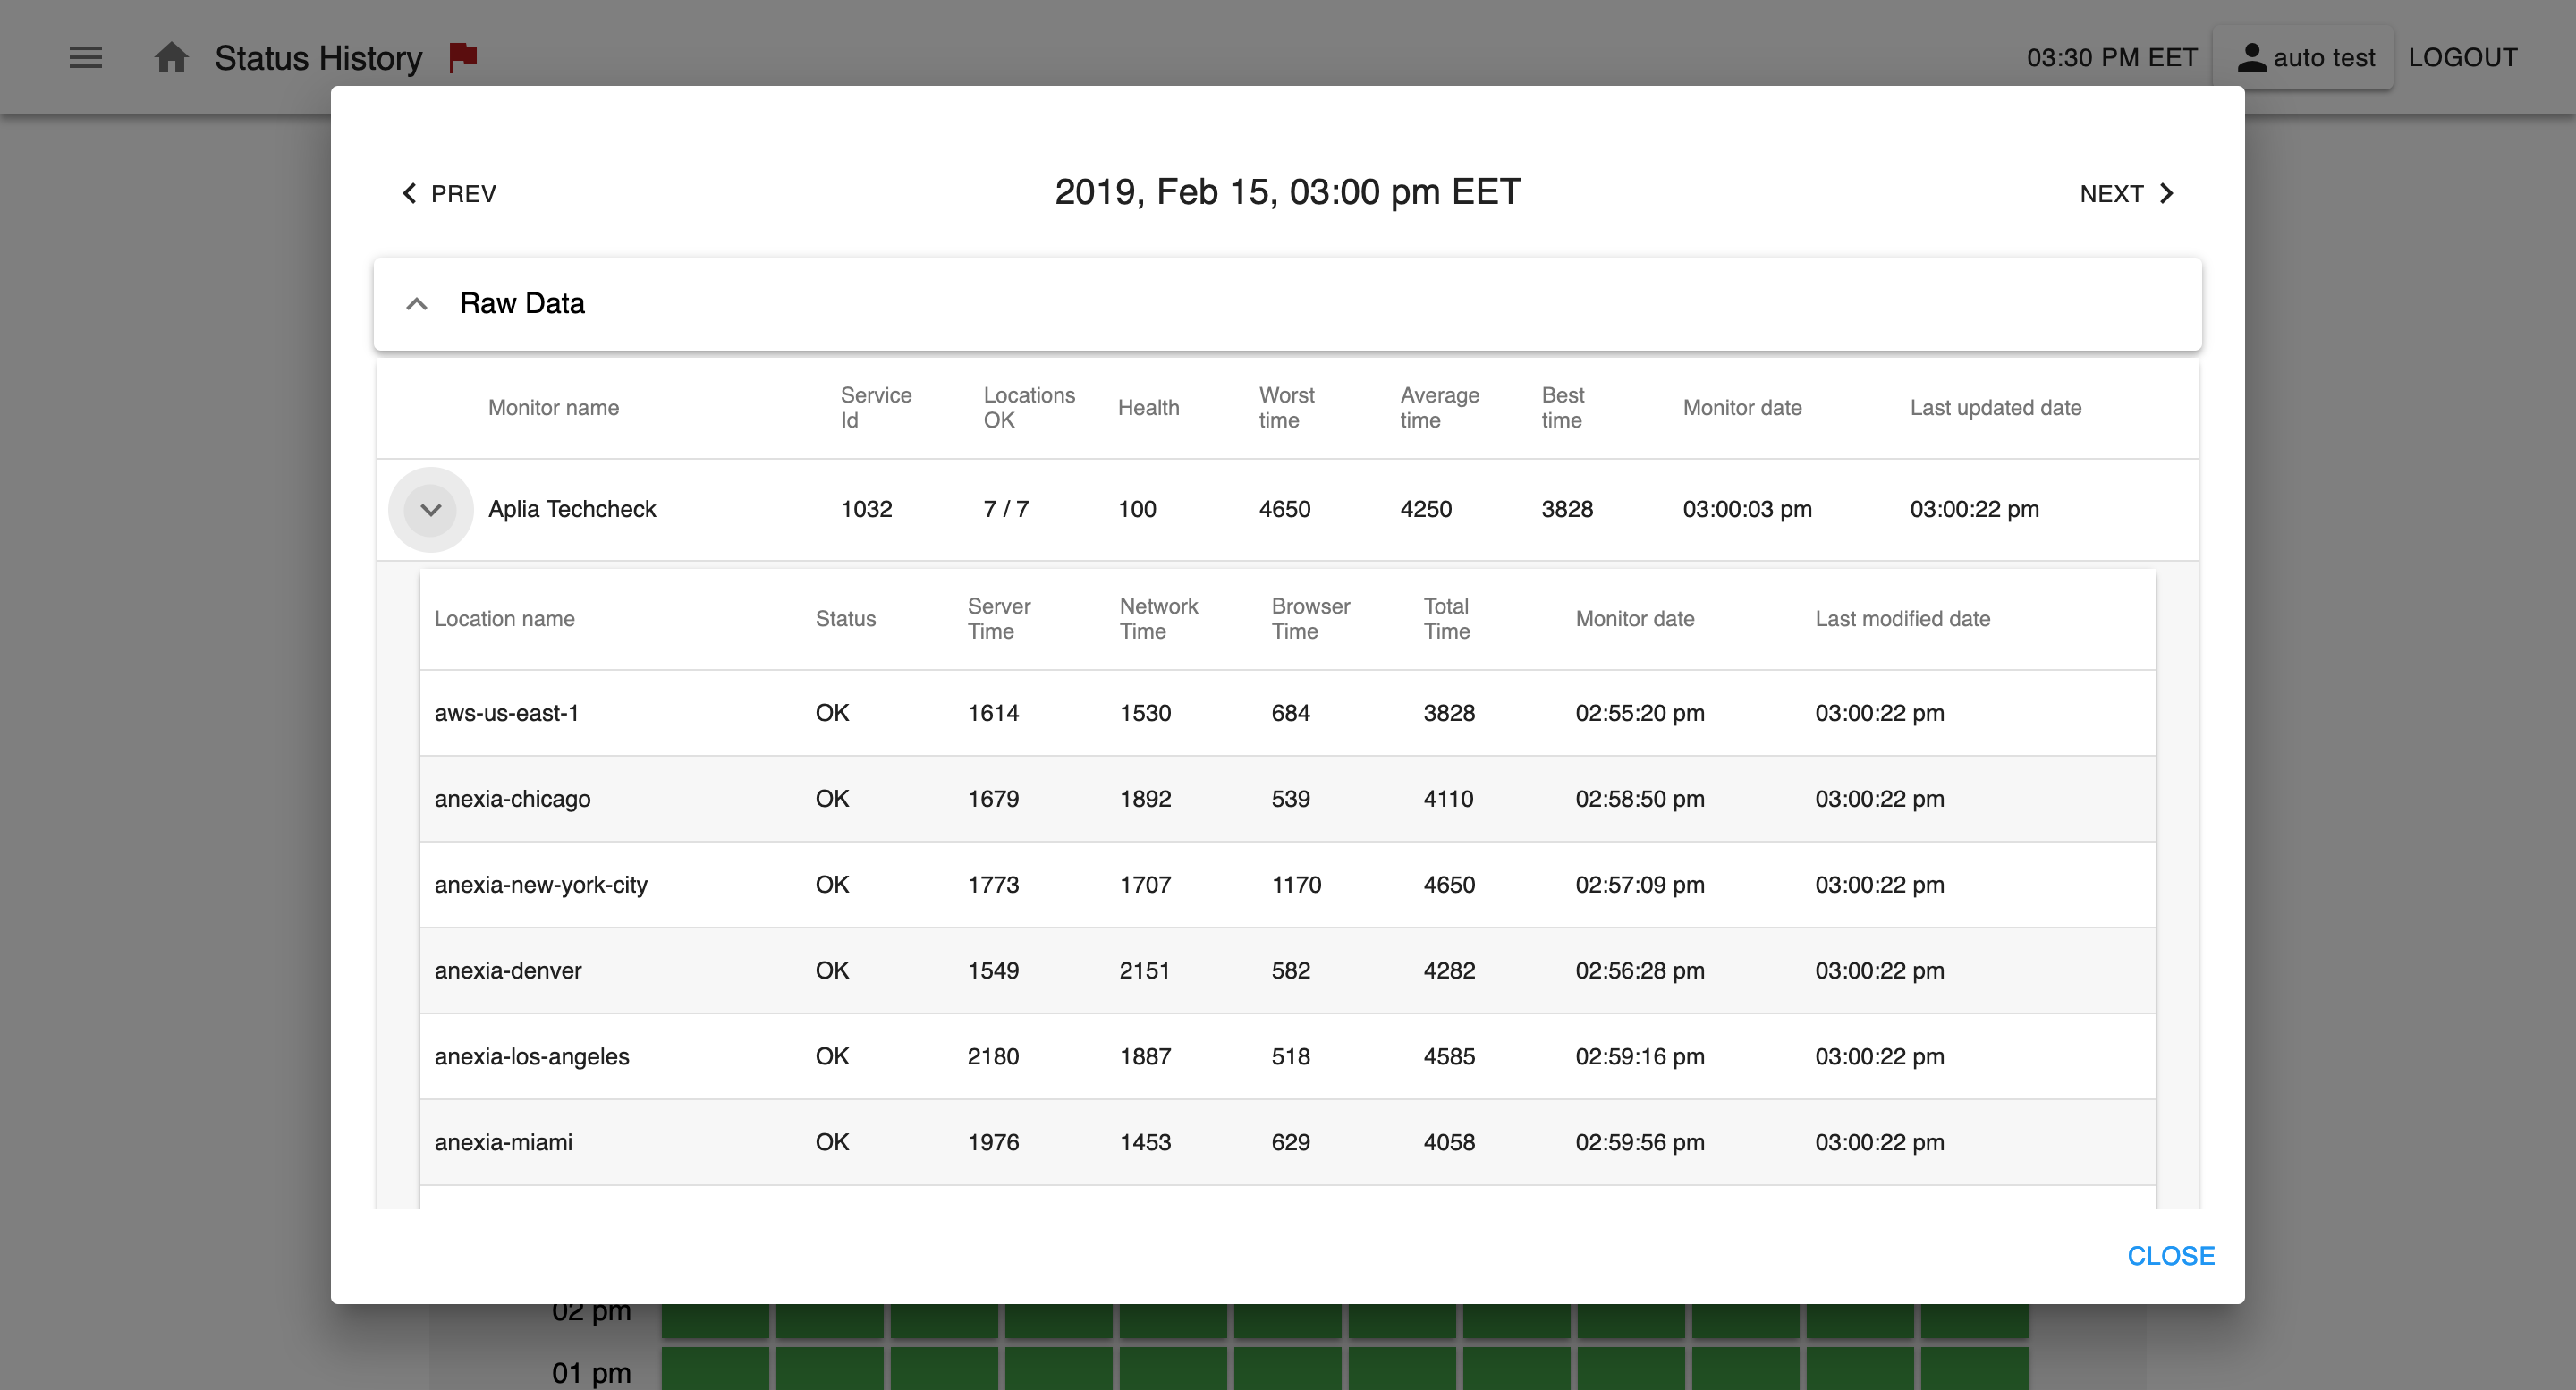 Status History
03:30 PM EET auto test LOGOUT
PREV
2019, Feb 15, 03:00 pm EET
NEXT
Raw Data
Monitor name Service Id Locations OK Health Worst time Average time Best time Monitor date Last updated date
Aplia Techcheck 1032 7 / 7 100 4650 4250 3828 03:00:03 pm 03:00:22 pm
Location name Status Server Time Network Time Browser Time Total Time Monitor date Last modified date
aws-us-east-1 OK 1614 1530 684 3828 02:55:20 pm 03:00:22 pm
anexia-chicago OK 1679 1892 539 4110 02:58:50 pm 03:00:22 pm
anexia-new-york-city OK 1773 1707 1170 4650 02:57:09 pm 03:00:22 pm
anexia-denver OK 1549 2151 582 4282 02:56:28 pm 03:00:22 pm
anexia-los-angeles OK 2180 1887 518 4585 02:59:16 pm 03:00:22 pm
anexia-miami OK 1976 1453 629 4058 02:59:56 pm 03:00:22 pm
CLOSE
02 pm
01 pm